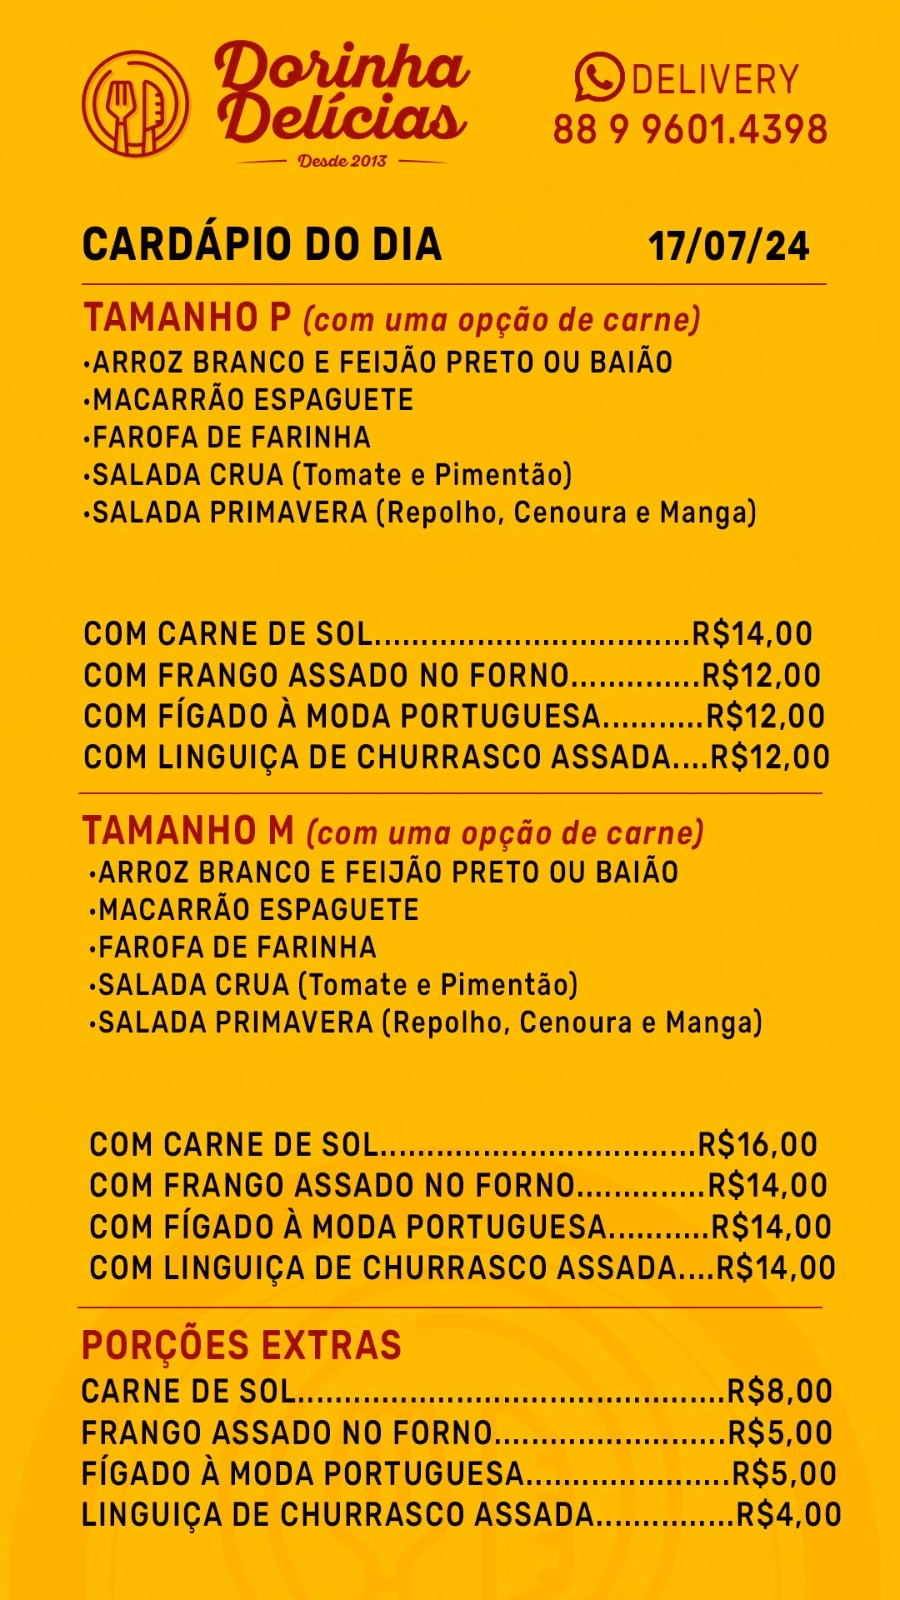 Dorinha
Delícias
Desde 2013
DELIVERY
88 9 9601.4398
CARDÁPIO DO DIA 17/07/24
TAMANHO P (com uma opção de carne)
•ARROZ BRANCO E FEIJÃO PRETO OU BAIÃO
•MACARRÃO ESPAGUETE
•FAROFA DE FARINHA
•SALADA CRUA (Tomate e Pimentão)
•SALADA PRIMAVERA (Repolho, Cenoura e Manga)
COM CARNE DE SOL..................................R$14,00
COM FRANGO ASSADO NO FORNO..............R$12,00
COM FÍGADO À MODA PORTUGUESA...........R$12,00
COM LINGUIÇA DE CHURRASCO ASSADA....R$12,00
TAMANHO M (com uma opção de carne)
•ARROZ BRANCO E FEIJÃO PRETO OU BAIÃO
•MACARRÃO ESPAGUETE
•FAROFA DE FARINHA
•SALADA CRUA (Tomate e Pimentão)
•SALADA PRIMAVERA (Repolho, Cenoura e Manga)
COM CARNE DE SOL..................................R$16,00
COM FRANGO ASSADO NO FORNO..............R$14,00
COM FÍGADO À MODA PORTUGUESA...........R$14,00
COM LINGUIÇA DE CHURRASCO ASSADA....R$14,00
PORÇÕES EXTRAS
CARNE DE SOL..............................................R$8,00
FRANGO ASSADO NO FORNO.........................R$5,00
FÍGADO À MODA PORTUGUESA......................R$5,00
LINGUIÇA DE CHURRASCO ASSADA...............R$4,00